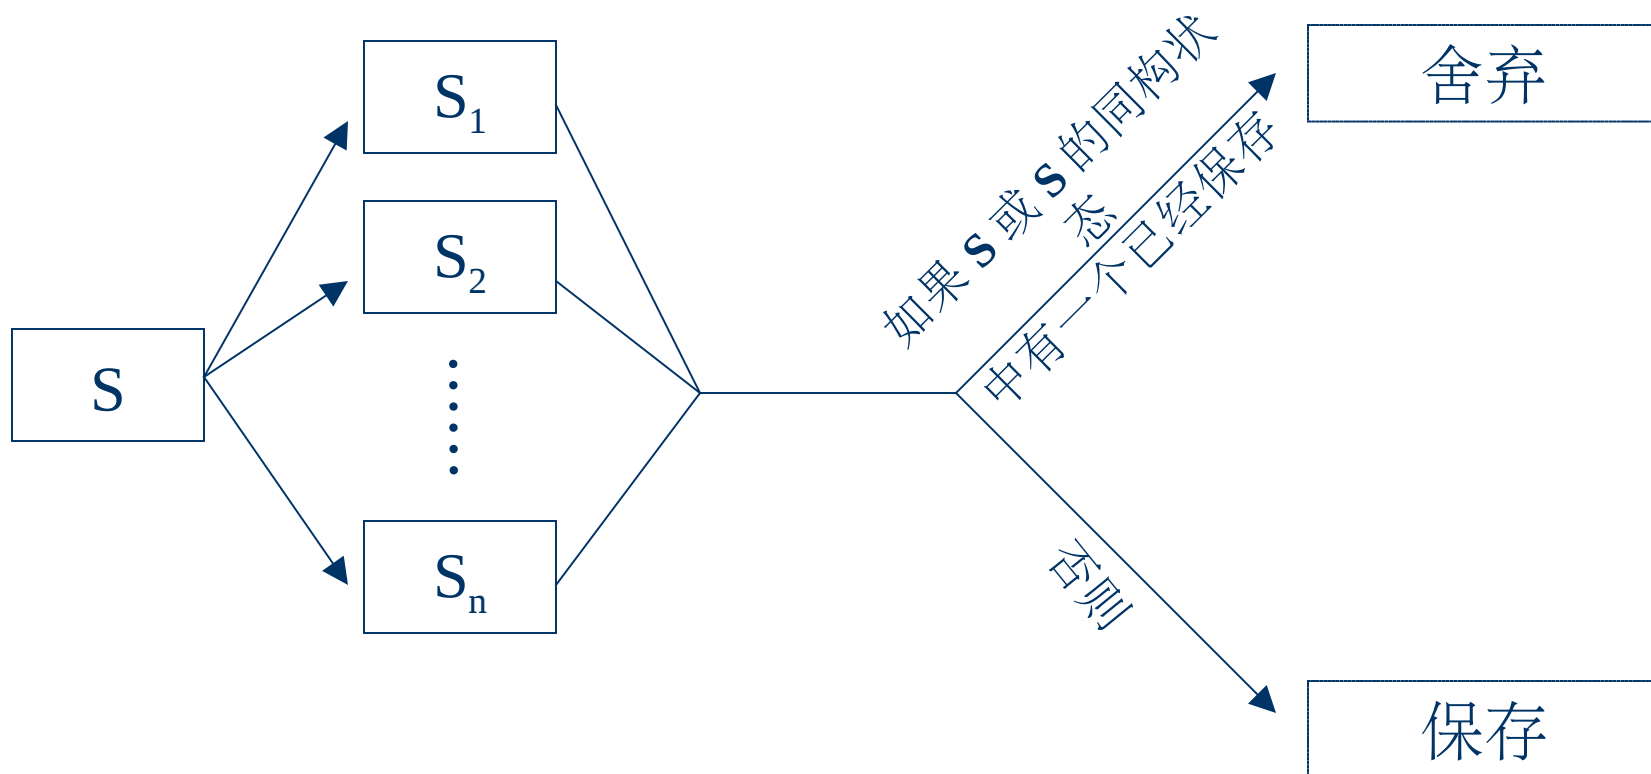 S
S1
S2
······
Sn
如果 S 或 S 的同构状
态
中有一个已经保存
否则
舍弃
保存